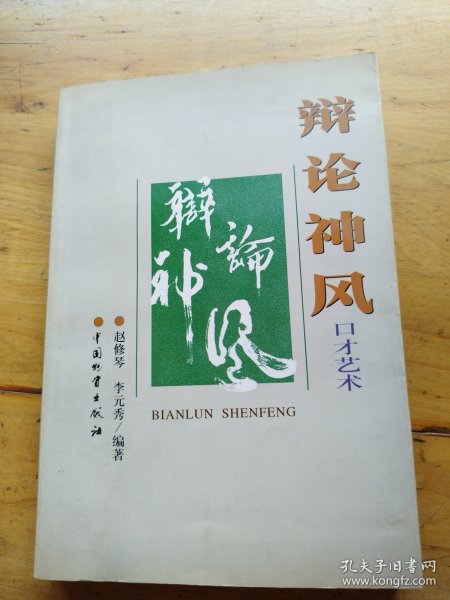 辩论神风
口才艺术
辩論
神風
BIANLUN SHENFENG
赵修琴 李元秀/编著
中国物资出版社
孔夫子旧书网
www.kongfz.com